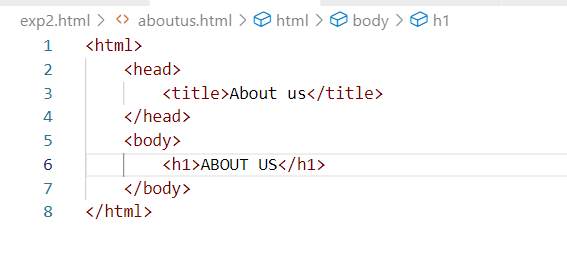 exp2.html > <> aboutus.html > html > body > h1
1 <html>
2 <head>
3 <title>About us</title>
4 </head>
5 <body>
6 <h1>ABOUT US</h1>
7 </body>
8 </html>